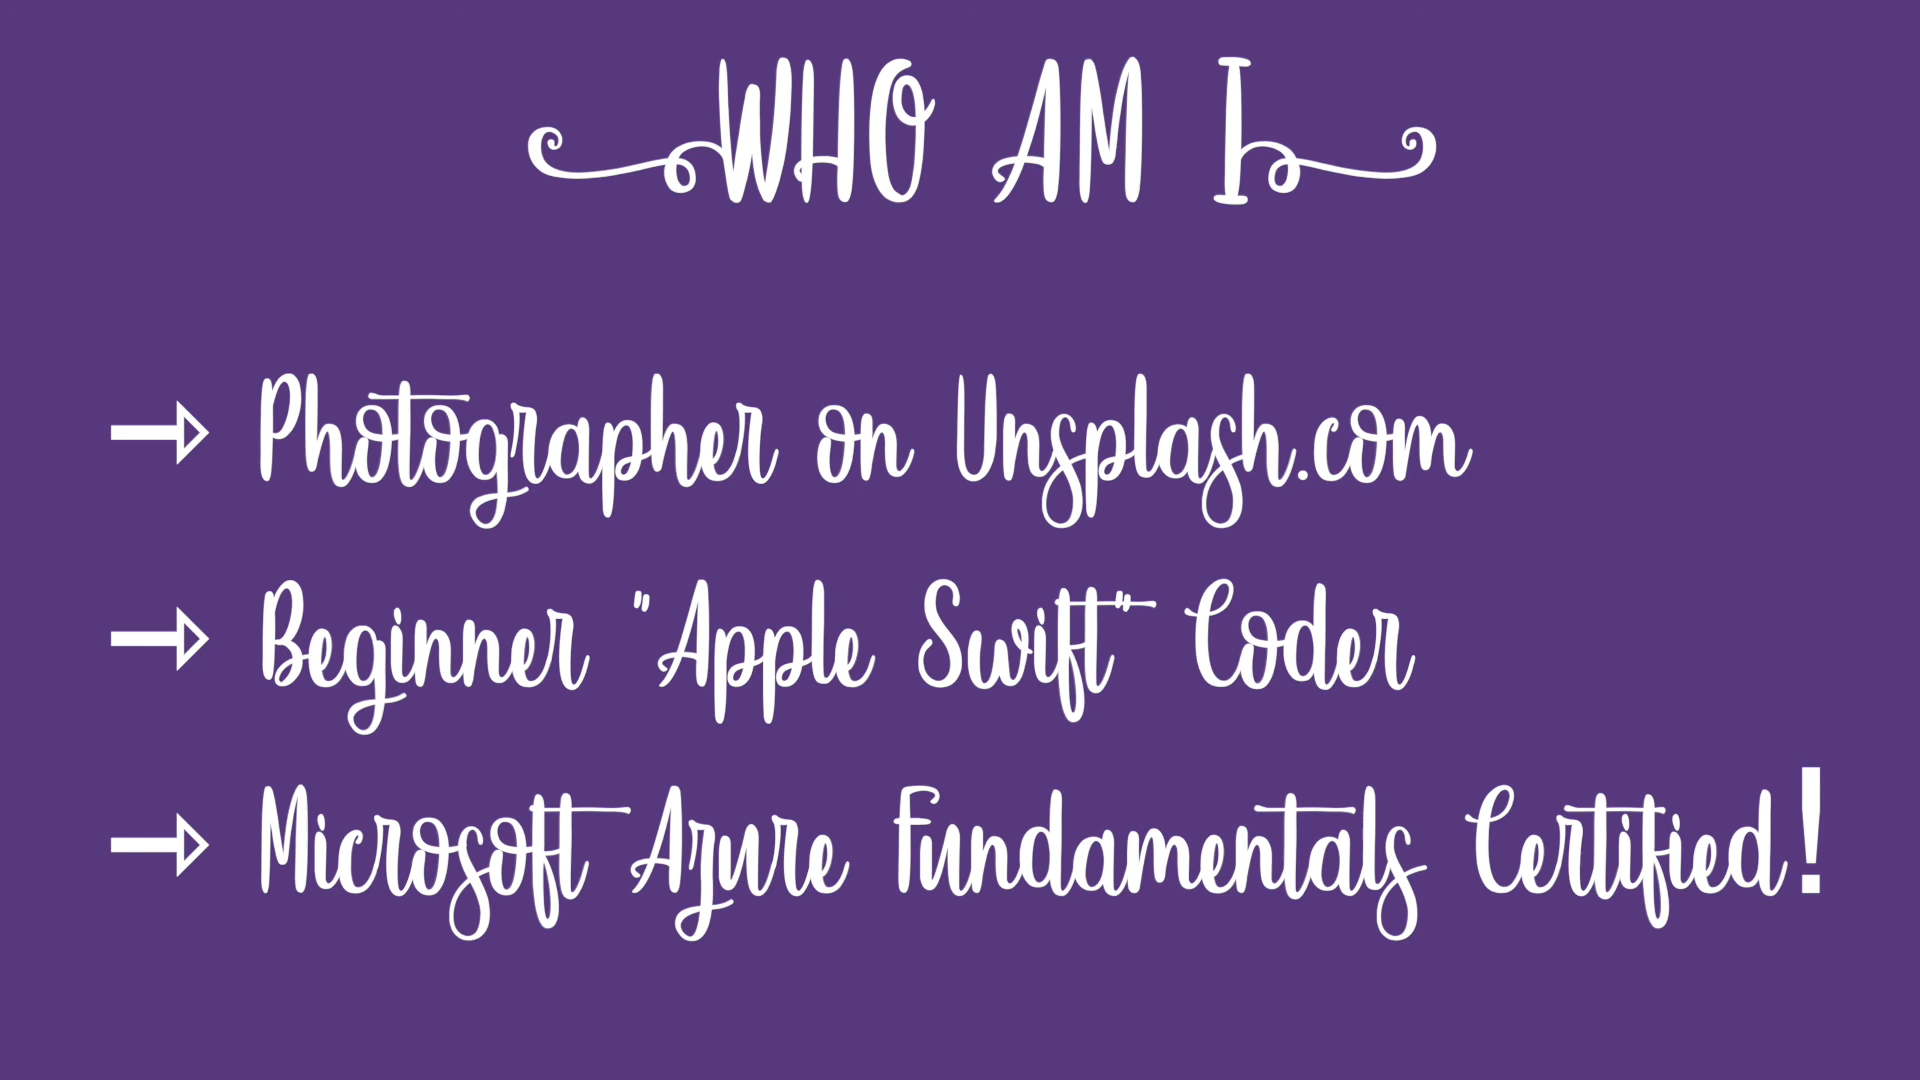 WHO AM I
Photographer on Unsplash.com
Beginner "Apple Swift" Coder
Microsoft Azure Fundamentals Certified!